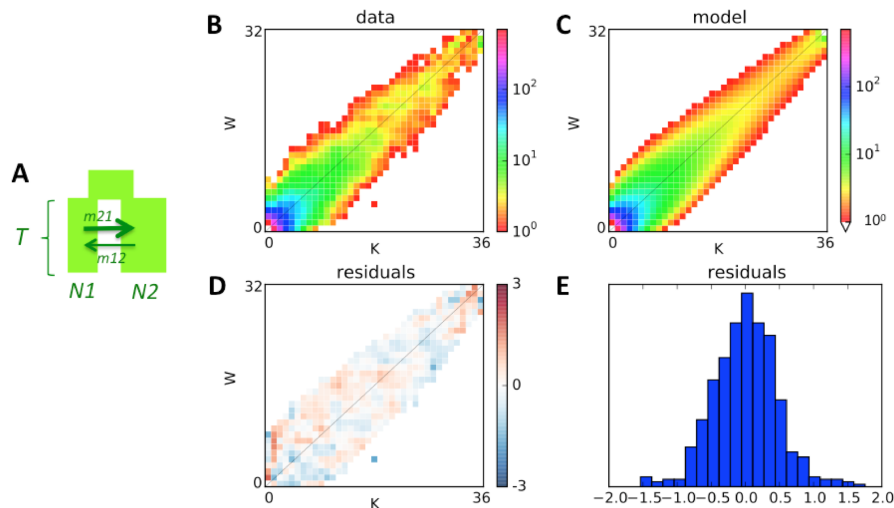 A
T
m21
m12
N1 N2
B
data
32
W
0
0
K
36
10²
10¹
10⁰
C
model
32
W
0
0
K
36
10²
10¹
10⁰
D
residuals
32
W
0
0
K
36
3
0
-3
E
residuals
−2.0 −1.5 −1.0 −0.5 0.0 0.5 1.0 1.5 2.0